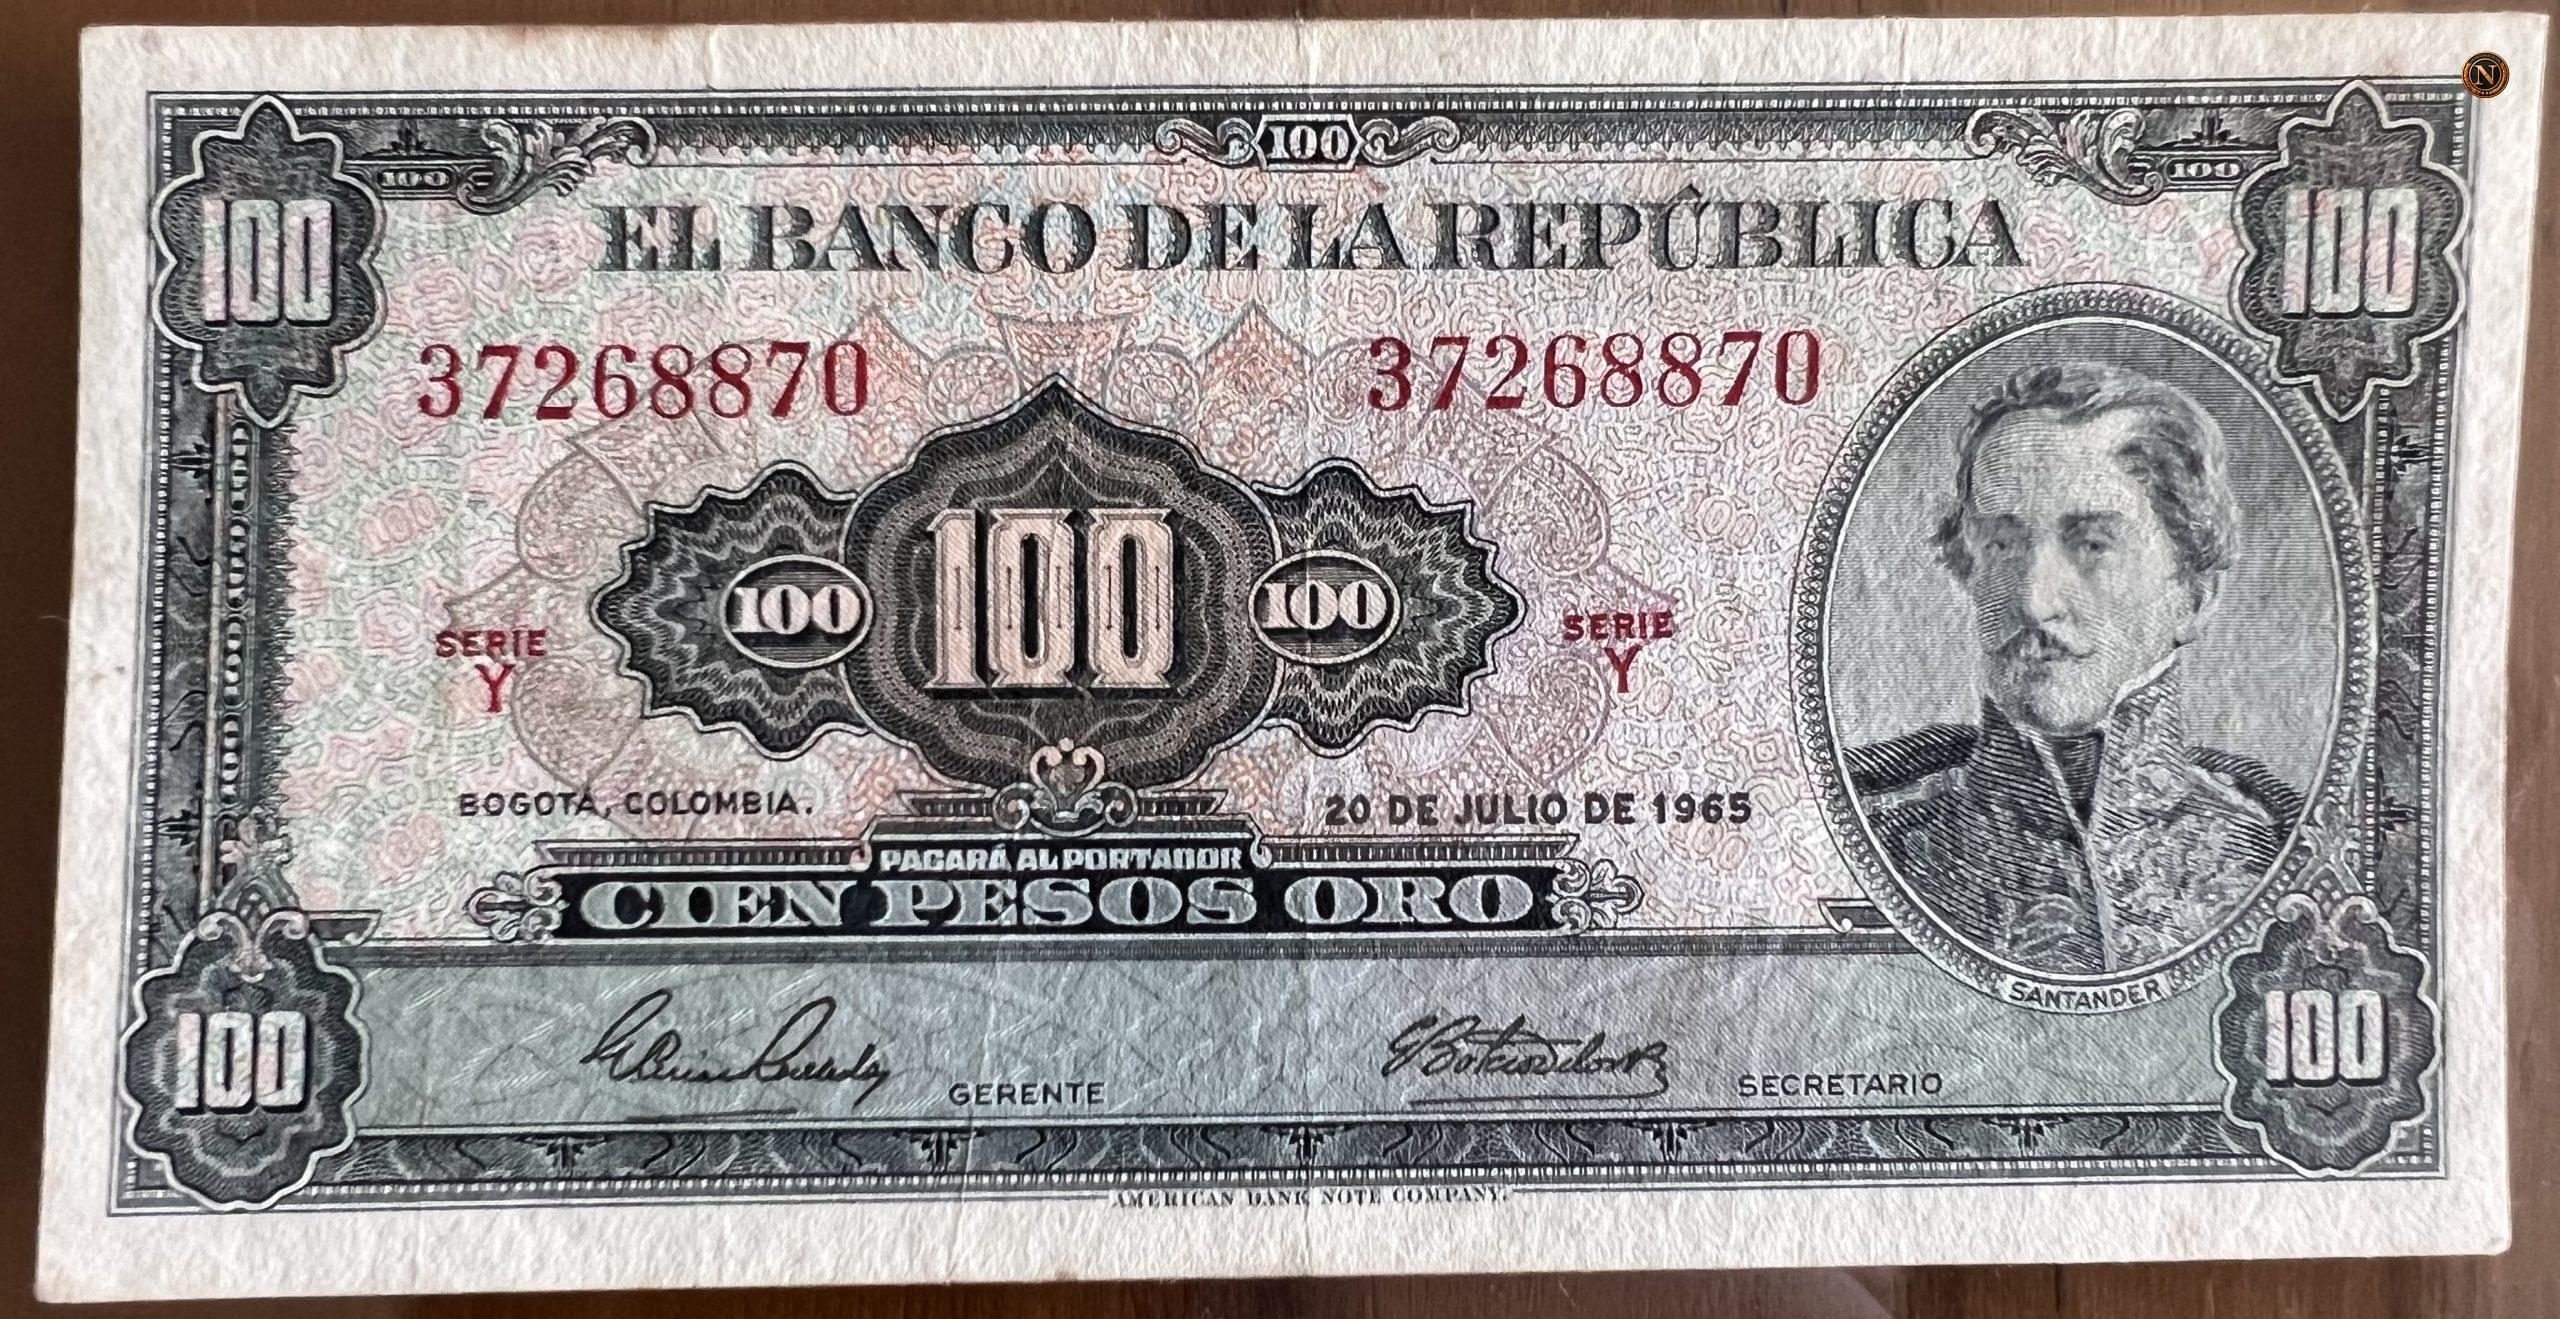 N
100
100 100
100 100
EL BANCO DE LA REPÚBLICA
37268870 37268870
100 100 100
SERIE
Y
SERIE
Y
BOGOTÁ, COLOMBIA. 20 DE JULIO DE 1965
PAGARÁ AL PORTADOR
CIEN PESOS ORO
SANTANDER
100 100
GERENTE SECRETARIO
AMERICAN BANK NOTE COMPANY.